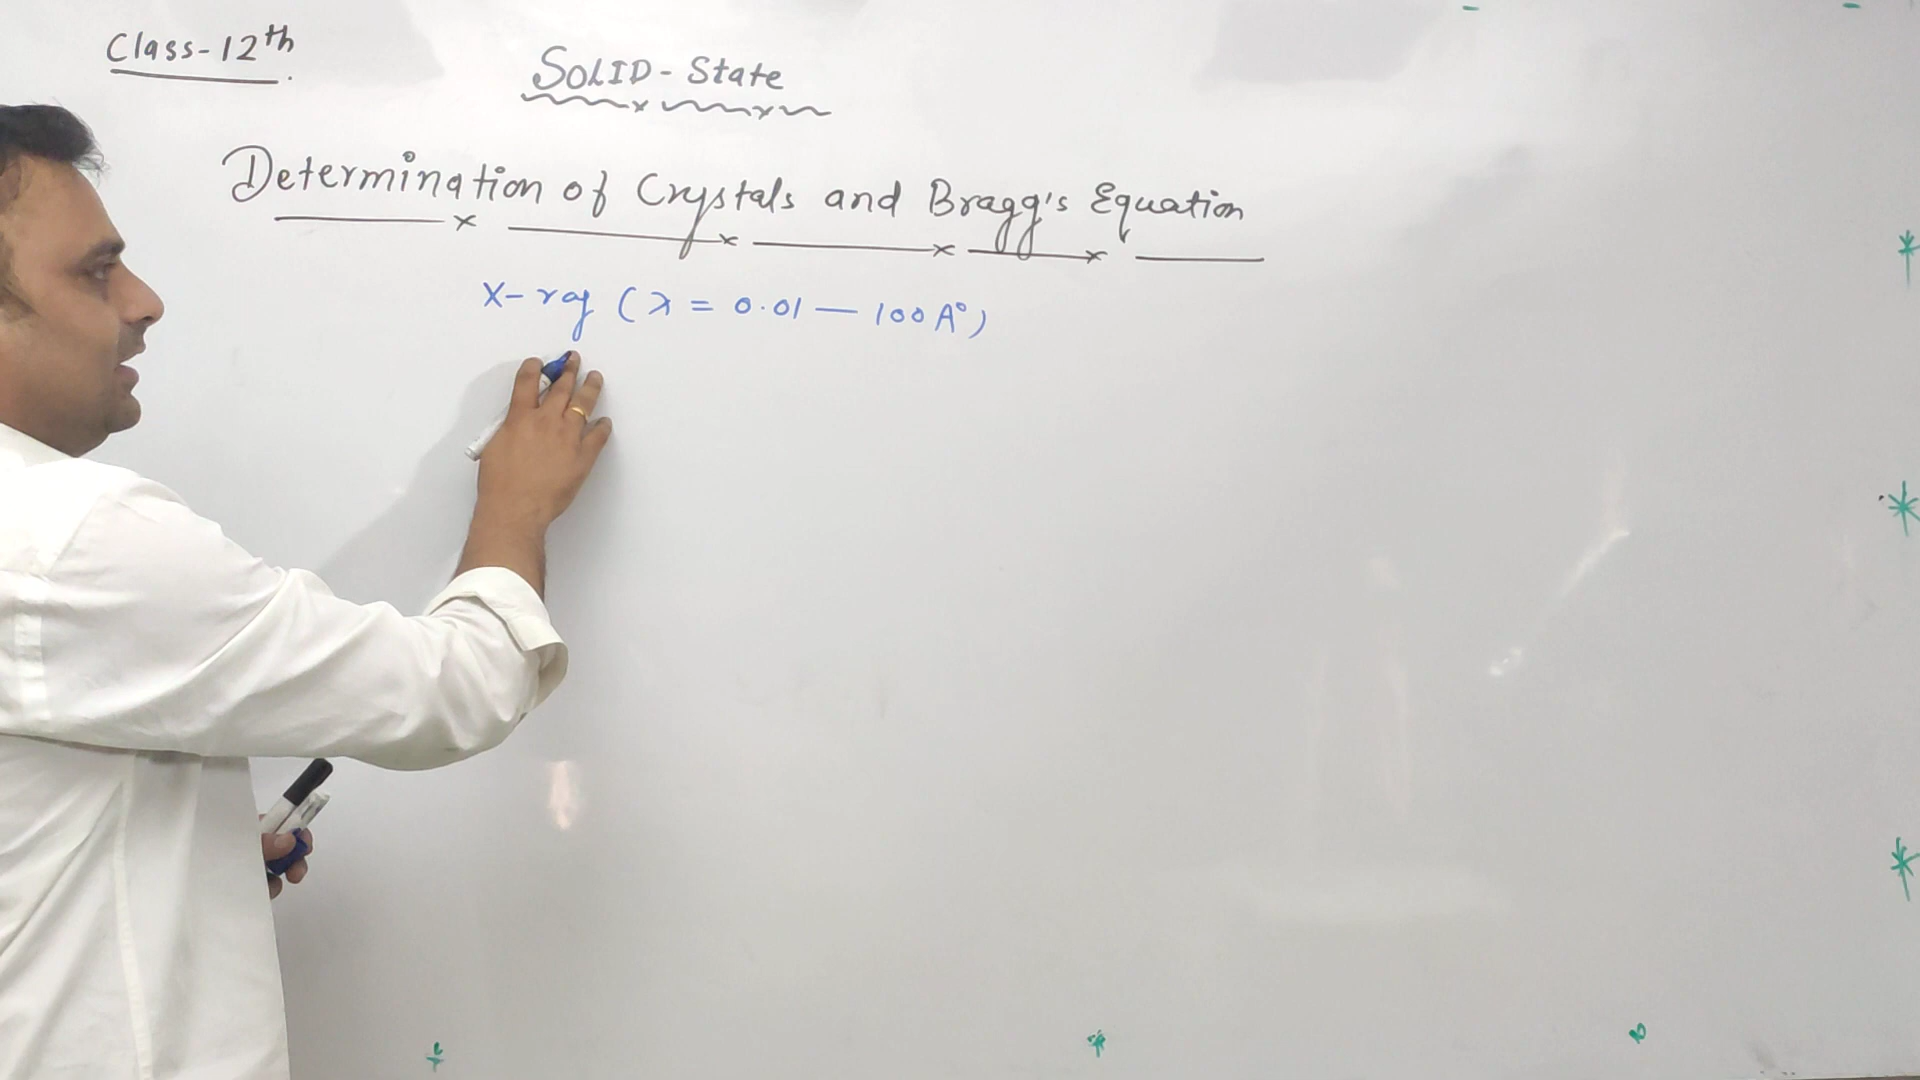 Class-12th
SOLID-State
Determination of Crystals and Bragg's Equation
X-ray (λ = 0.01 — 100 A°)